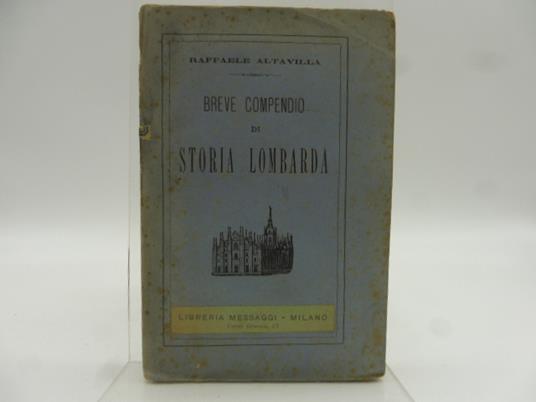 RAFFAELE ALTAVILLA
BREVE COMPENDIO
DI
STORIA LOMBARDA
LIBRERIA MESSAGGI - MILANO